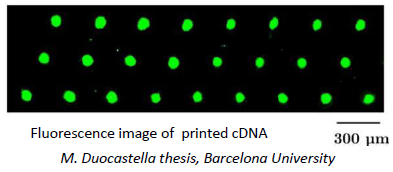 300 μm
Fluorescence image of printed cDNA
M. Duocastella thesis, Barcelona University